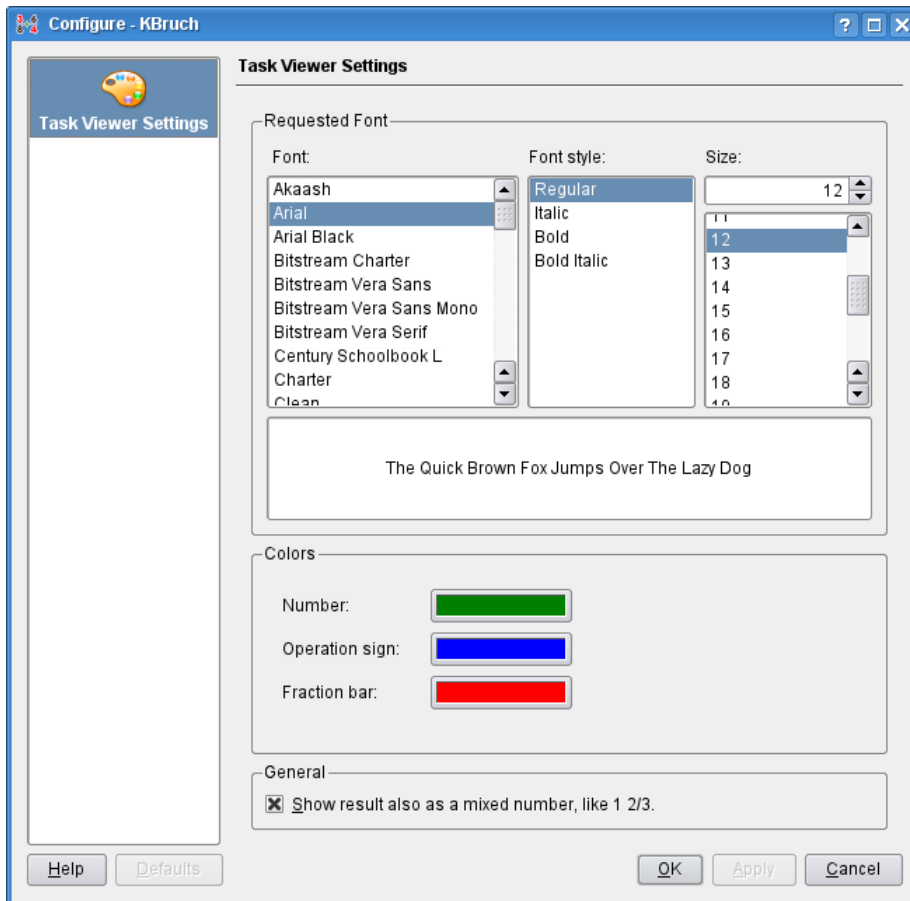 Configure - KBruch
Task Viewer Settings
Task Viewer Settings
Requested Font
Font:
Akaash
Arial
Arial Black
Bitstream Charter
Bitstream Vera Sans
Bitstream Vera Sans Mono
Bitstream Vera Serif
Century Schoolbook L
Charter
Clean
Font style:
Regular
Italic
Bold
Bold Italic
Size:
12
11
12
13
14
15
16
17
18
19
The Quick Brown Fox Jumps Over The Lazy Dog
Colors
Number:
Operation sign:
Fraction bar:
General
Show result also as a mixed number, like 1 2/3.
Help
Defaults
OK
Apply
Cancel